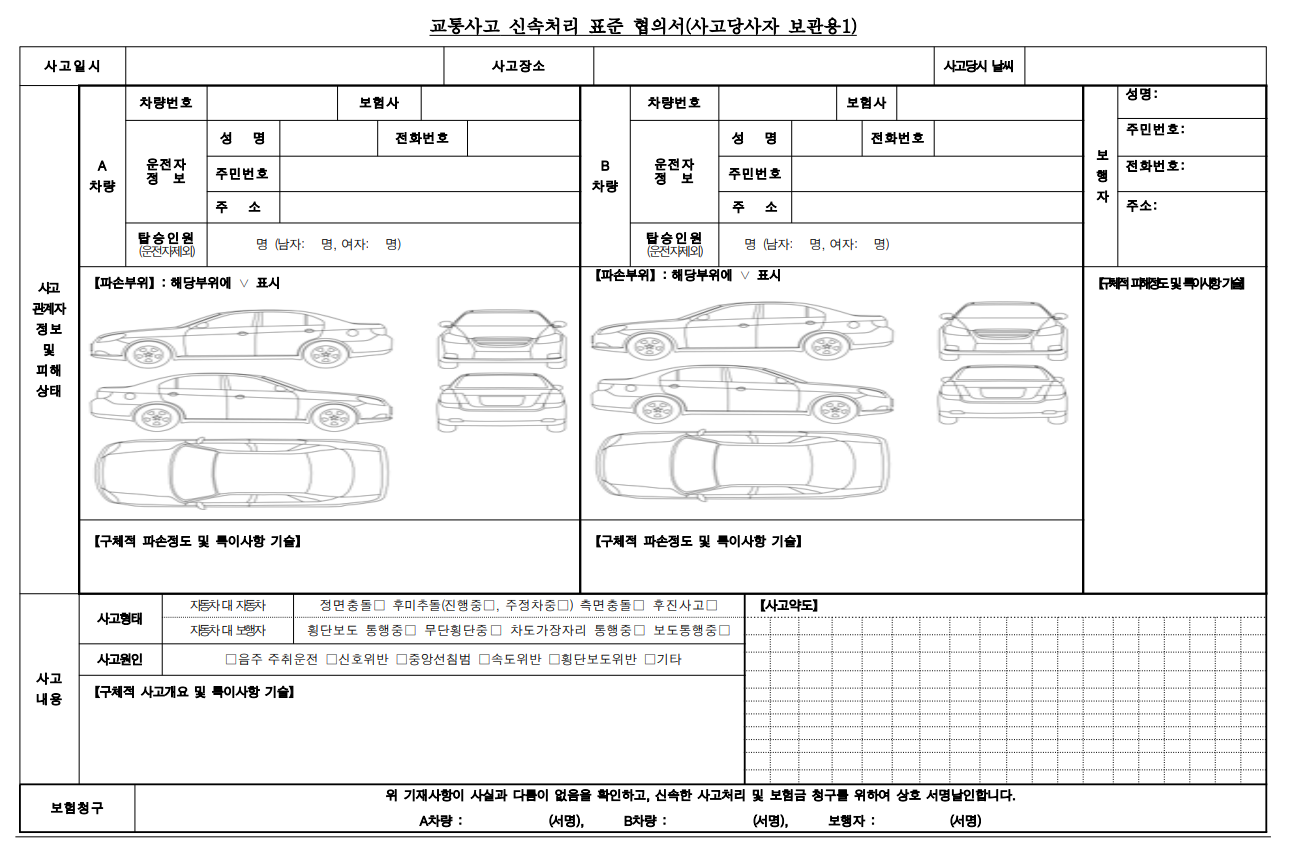 교통사고 신속처리 표준 협의서(사고당사자 보관용1)
사고일시
사고장소
사고당시 날씨
사고
관계자
정보
및
피해
상태
A
차량
차량번호
보험사
운전자
정 보
성 명
전화번호
주민번호
주 소
탑승인원
(운전자제외)
명 (남자: 명, 여자: 명)
B
차량
차량번호
보험사
운전자
정 보
성 명
전화번호
주민번호
주 소
탑승인원
(운전자제외)
명 (남자: 명, 여자: 명)
보
행
자
성명:
주민번호:
전화번호:
주소:
【파손부위】: 해당부위에 ∨ 표시
【파손부위】: 해당부위에 ∨ 표시
【구체적 피해정도 및 특이사항 기술】
【구체적 파손정도 및 특이사항 기술】
【구체적 파손정도 및 특이사항 기술】
사고
내용
사고형태
자동차 대 자동차
정면충돌□ 후미추돌(진행중□, 주정차중□) 측면충돌□ 후진사고□
자동차 대 보행자
횡단보도 통행중□ 무단횡단중□ 차도가장자리 통행중□ 보도통행중□
사고원인
□음주 주취운전 □신호위반 □중앙선침범 □속도위반 □횡단보도위반 □기타
【구체적 사고개요 및 특이사항 기술】
【사고약도】
보험청구
위 기재사항이 사실과 다름이 없음을 확인하고, 신속한 사고처리 및 보험금 청구를 위하여 상호 서명날인합니다.
A차량 : (서명), B차량 : (서명), 보행자 : (서명)